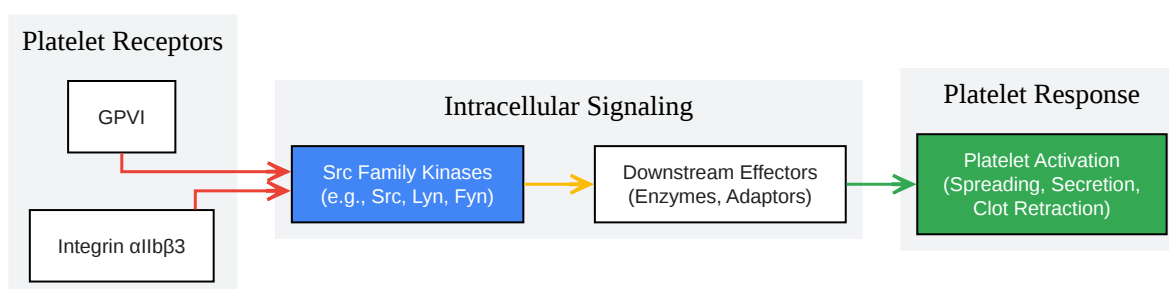 Platelet Receptors
GPVI
Integrin αIIbβ3
Intracellular Signaling
Src Family Kinases
(e.g., Src, Lyn, Fyn)
Downstream Effectors
(Enzymes, Adaptors)
Platelet Response
Platelet Activation
(Spreading, Secretion,
Clot Retraction)